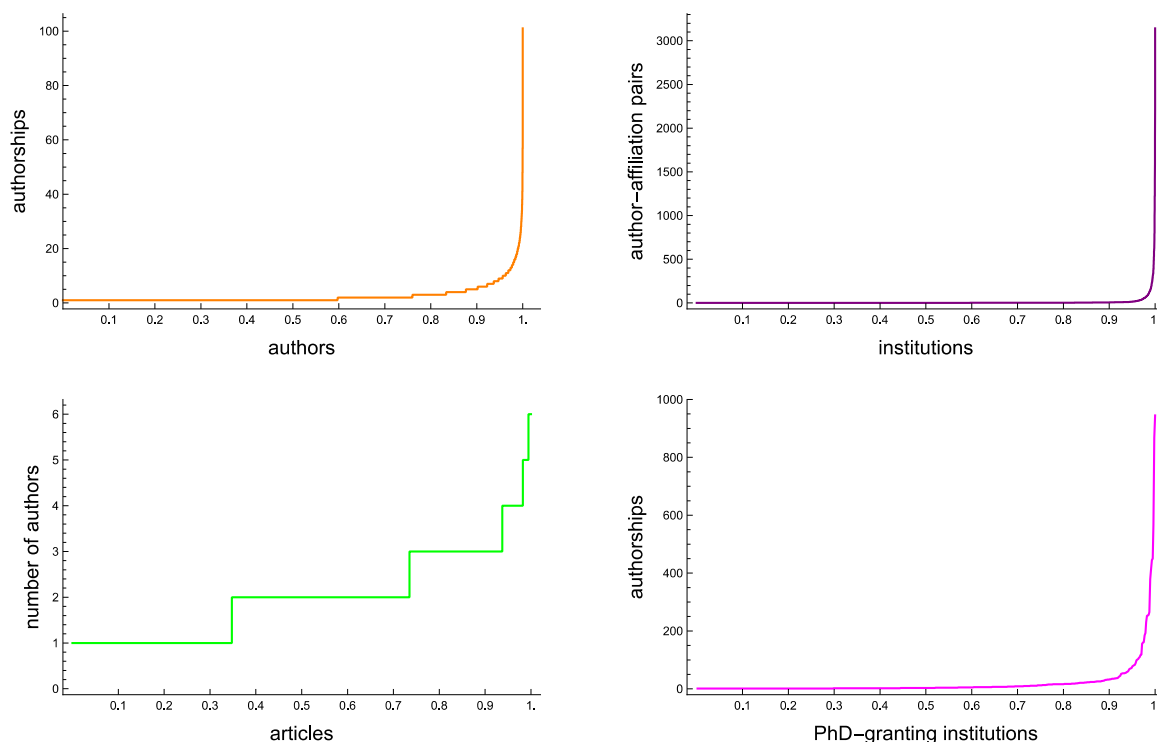 authorships
100
80
60
40
20
0
0.1 0.2 0.3 0.4 0.5 0.6 0.7 0.8 0.9 1.
authors
author-affiliation pairs
3000
2500
2000
1500
1000
500
0
0.1 0.2 0.3 0.4 0.5 0.6 0.7 0.8 0.9 1
institutions
number of authors
6
5
4
3
2
1
0
0.1 0.2 0.3 0.4 0.5 0.6 0.7 0.8 0.9 1.
articles
authorships
1000
800
600
400
200
0
0.1 0.2 0.3 0.4 0.5 0.6 0.7 0.8 0.9 1
PhD-granting institutions